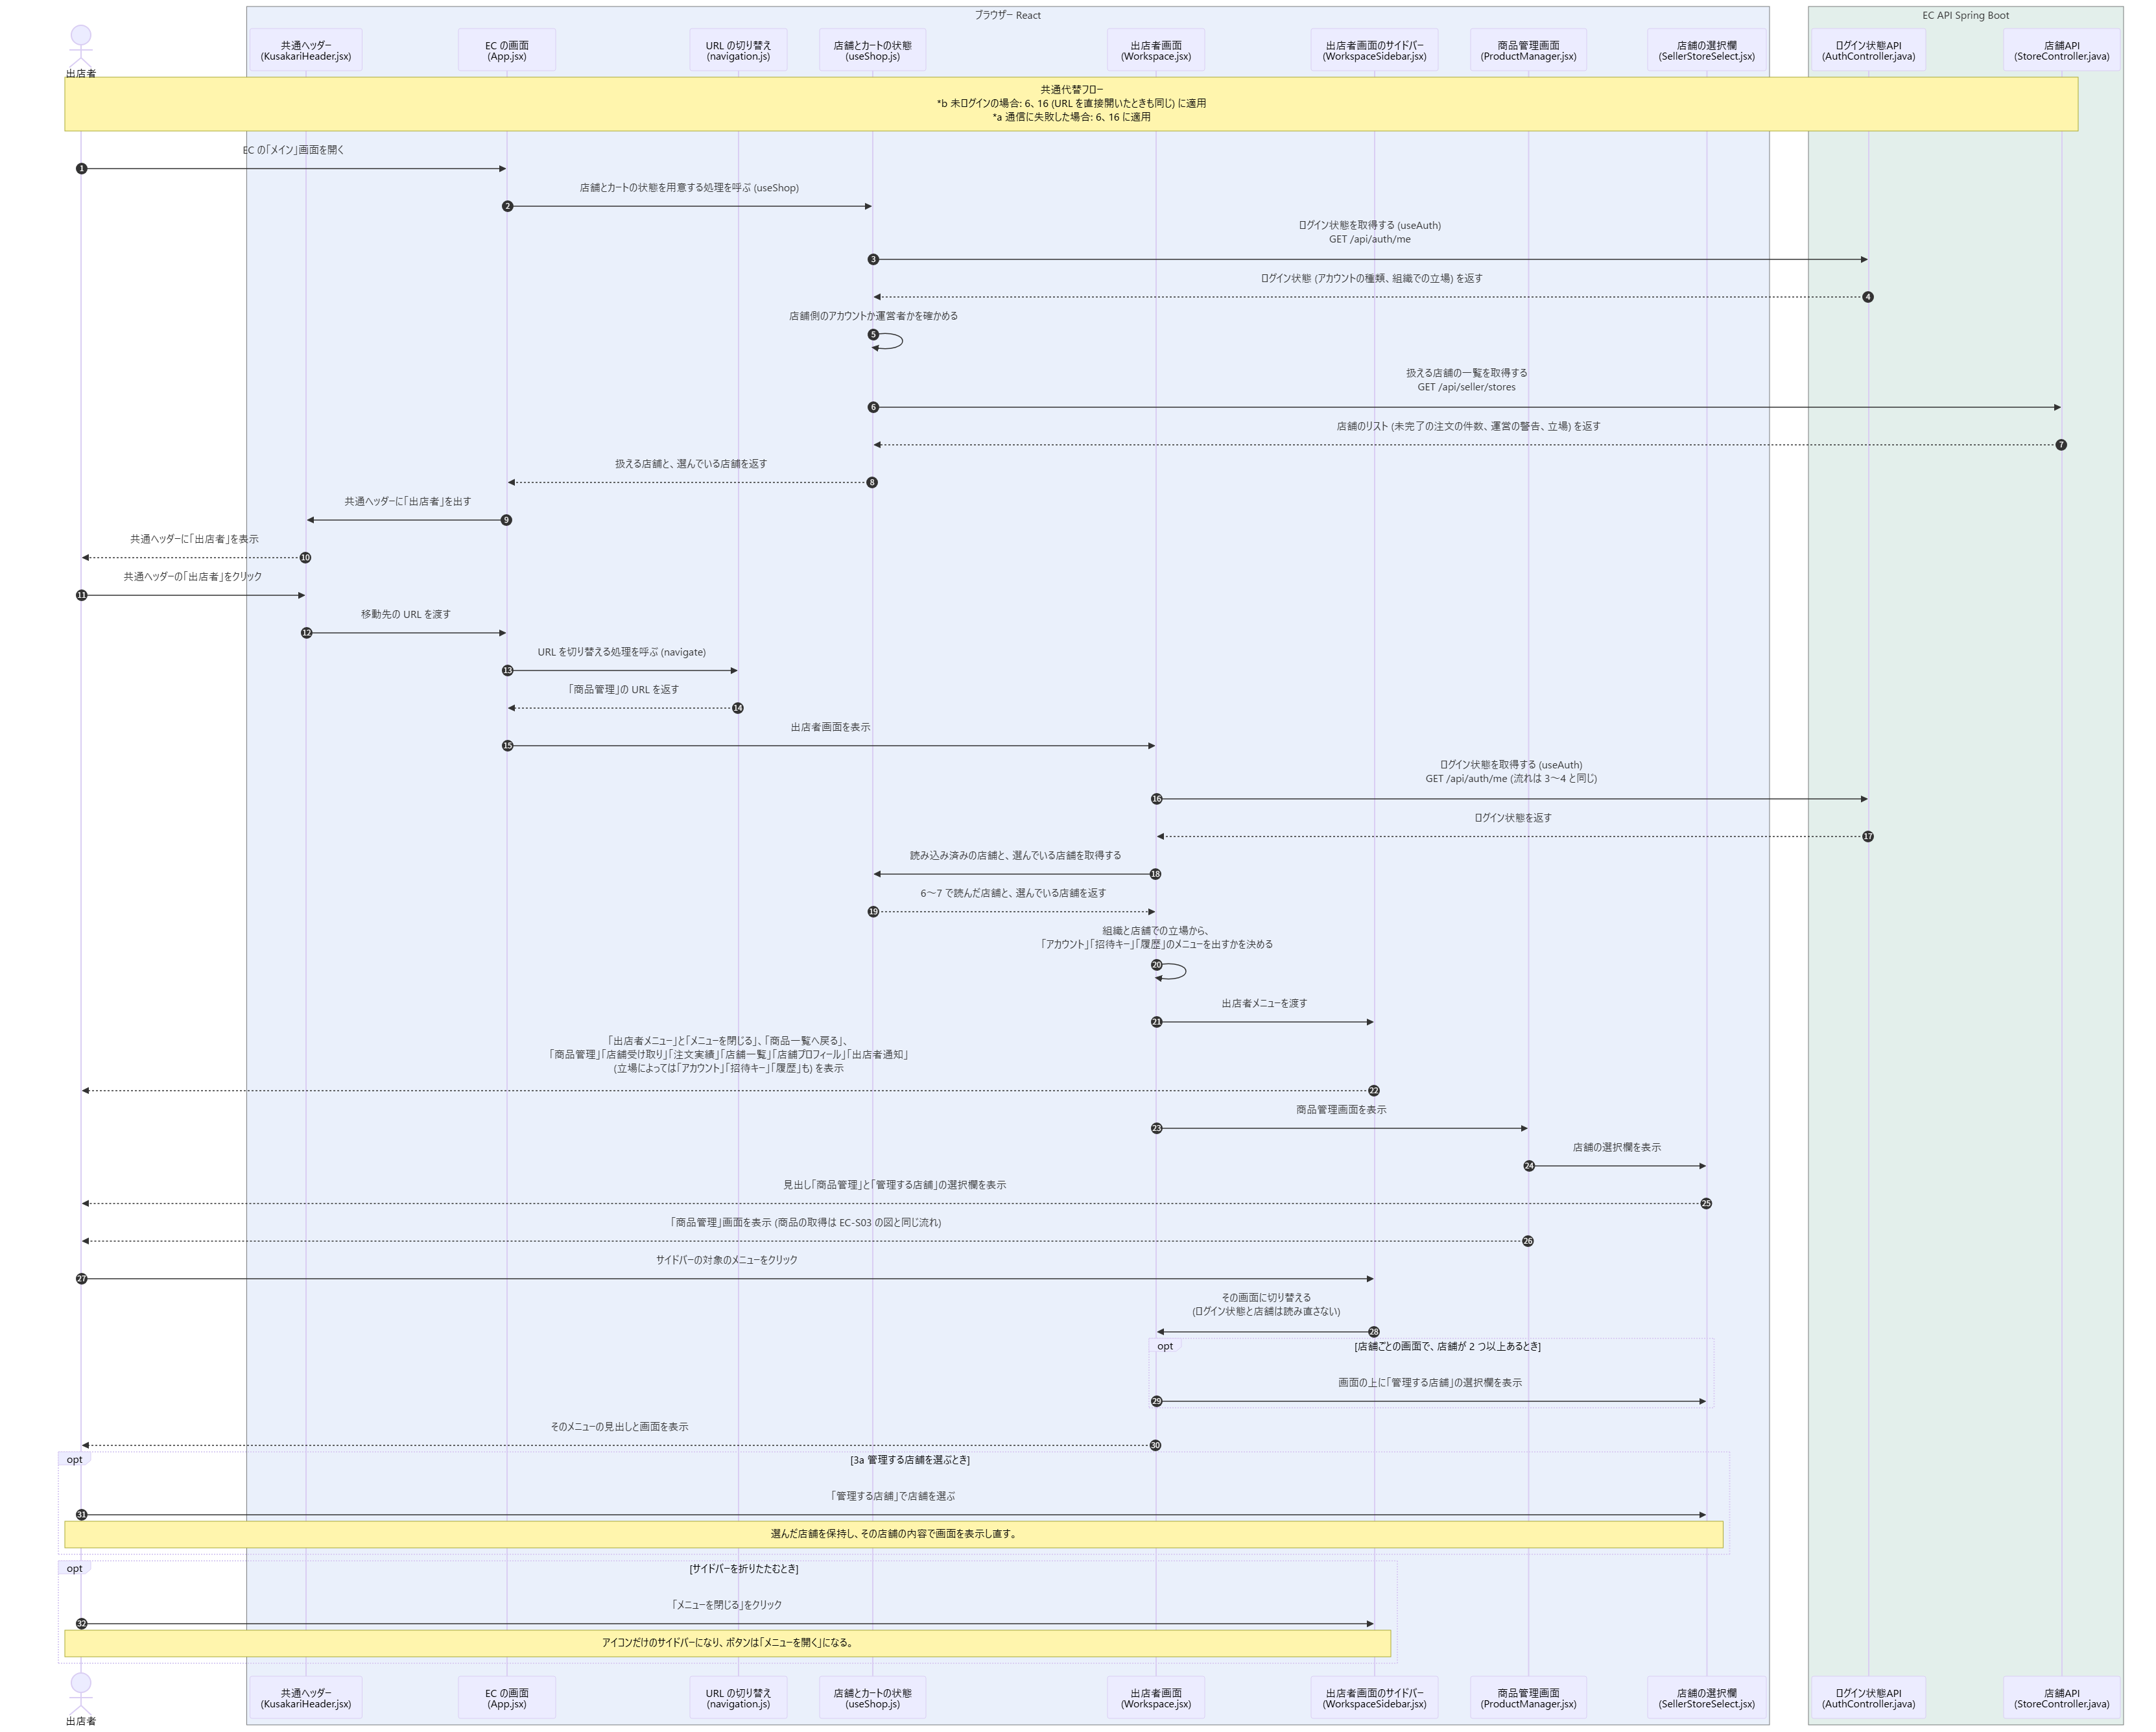 ブラウザー React
EC API Spring Boot
出店者
共通ヘッダー
(KusakariHeader.jsx)
EC の画面
(App.jsx)
URL の切り替え
(navigation.js)
店舗とカートの状態
(useShop.js)
出店者画面
(Workspace.jsx)
出店者画面のサイドバー
(WorkspaceSidebar.jsx)
商品管理画面
(ProductManager.jsx)
店舗の選択欄
(SellerStoreSelect.jsx)
ログイン状態API
(AuthController.java)
店舗API
(StoreController.java)
共通代替フロー
*b 未ログインの場合: 6、16 (URL を直接開いたときも同じ) に適用
*a 通信に失敗した場合: 6、16 に適用
EC の「メイン」画面を開く
1
店舗とカートの状態を用意する処理を呼ぶ (useShop)
2
ログイン状態を取得する (useAuth)
GET /api/auth/me
3
ログイン状態 (アカウントの種類、組織での立場) を返す
4
店舗側のアカウントか運営者かを確かめる
5
扱える店舗の一覧を取得する
GET /api/seller/stores
6
店舗のリスト (未完了の注文の件数、運営の警告、立場) を返す
7
扱える店舗と、選んでいる店舗を返す
8
共通ヘッダーに「出店者」を出す
9
共通ヘッダーに「出店者」を表示
10
共通ヘッダーの「出店者」をクリック
11
移動先の URL を渡す
12
URL を切り替える処理を呼ぶ (navigate)
13
「商品管理」の URL を返す
14
出店者画面を表示
15
ログイン状態を取得する (useAuth)
GET /api/auth/me (流れは 3～4 と同じ)
16
ログイン状態を返す
17
読み込み済みの店舗と、選んでいる店舗を取得する
18
6～7 で読んだ店舗と、選んでいる店舗を返す
19
組織と店舗での立場から、
「アカウント」「招待キー」「履歴」のメニューを出すかを決める
20
出店者メニューを渡す
21
「出店者メニュー」と「メニューを閉じる」、「商品一覧へ戻る」、
「商品管理」「店舗受け取り」「注文実績」「店舗一覧」「店舗プロフィール」「出店者通知」
(立場によっては「アカウント」「招待キー」「履歴」も) を表示
22
商品管理画面を表示
23
店舗の選択欄を表示
24
見出し「商品管理」と「管理する店舗」の選択欄を表示
25
「商品管理」画面を表示 (商品の取得は EC-S03 の図と同じ流れ)
26
サイドバーの対象のメニューをクリック
27
その画面に切り替える
(ログイン状態と店舗は読み直さない)
28
opt
[店舗ごとの画面で、店舗が 2 つ以上あるとき]
画面の上に「管理する店舗」の選択欄を表示
29
そのメニューの見出しと画面を表示
30
opt
[3a 管理する店舗を選ぶとき]
「管理する店舗」で店舗を選ぶ
31
選んだ店舗を保持し、その店舗の内容で画面を表示し直す。
opt
[サイドバーを折りたたむとき]
「メニューを閉じる」をクリック
32
アイコンだけのサイドバーになり、ボタンは「メニューを開く」になる。
出店者
共通ヘッダー
(KusakariHeader.jsx)
EC の画面
(App.jsx)
URL の切り替え
(navigation.js)
店舗とカートの状態
(useShop.js)
出店者画面
(Workspace.jsx)
出店者画面のサイドバー
(WorkspaceSidebar.jsx)
商品管理画面
(ProductManager.jsx)
店舗の選択欄
(SellerStoreSelect.jsx)
ログイン状態API
(AuthController.java)
店舗API
(StoreController.java)